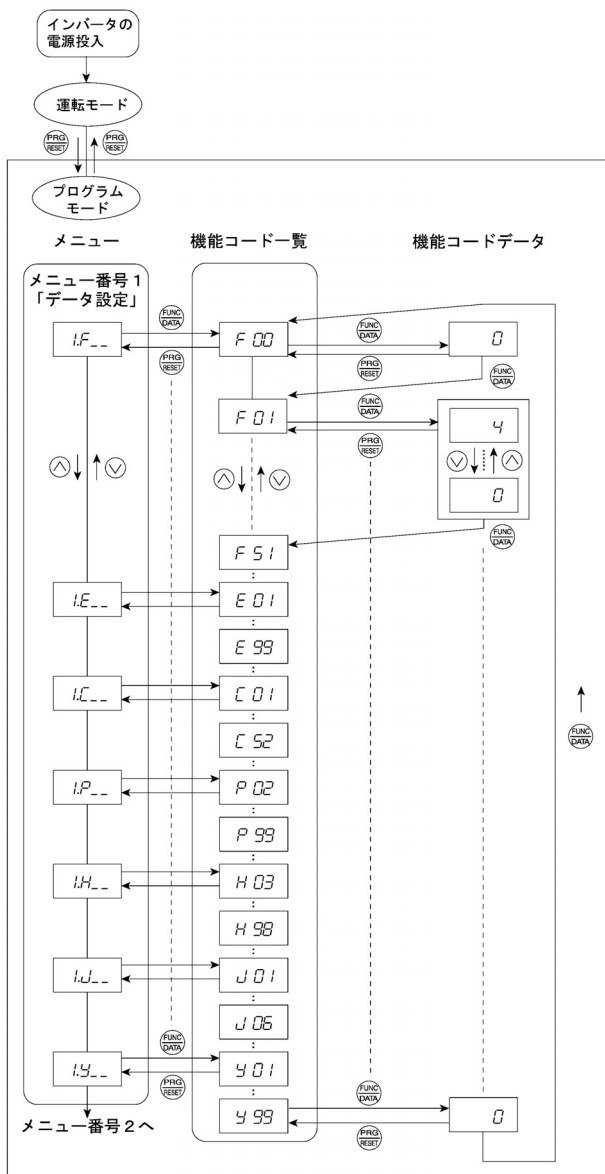 インバータの
電源投入
運転モード
PRG
RESET
PRG
RESET
プログラム
モード
メニュー
機能コード一覧
機能コードデータ
メニュー番号1
「データ設定」
1.F__
FUNC
DATA
PRG
RESET
F 00
FUNC
DATA
PRG
RESET
0
FUNC
DATA
F 01
FUNC
DATA
PRG
RESET
4
0
FUNC
DATA
F 51
1.E__
E 01
:
E 99
:
1.C__
C 01
:
C 52
:
1.P__
P 02
:
P 99
:
1.H__
H 03
:
H 98
:
1.J__
J 01
:
J 06
:
1.y__
FUNC
DATA
PRG
RESET
y 01
:
y 99
FUNC
DATA
PRG
RESET
0
FUNC
DATA
メニュー番号2へ